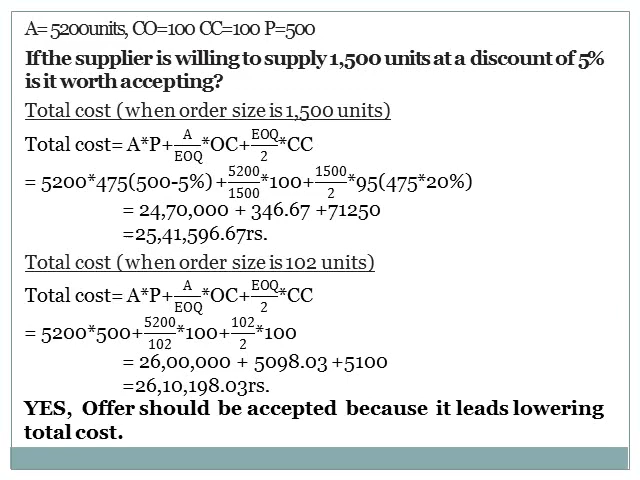 A= 5200units, CO=100 CC=100 P=500
If the supplier is willing to supply 1,500 units at a discount of 5%
is it worth accepting?
Total cost (when order size is 1,500 units)
Total cost= A*P+A/EOQ*OC+EOQ/2*CC
= 5200*475(500-5%) +5200/1500*100+1500/2*95(475*20%)
= 24,70,000 + 346.67 +71250
=25,41,596.67rs.
Total cost (when order size is 102 units)
Total cost= A*P+A/EOQ*OC+EOQ/2*CC
= 5200*500+5200/102*100+102/2*100
= 26,00,000 + 5098.03 +5100
=26,10,198.03rs.
YES, Offer should be accepted because it leads lowering
total cost.